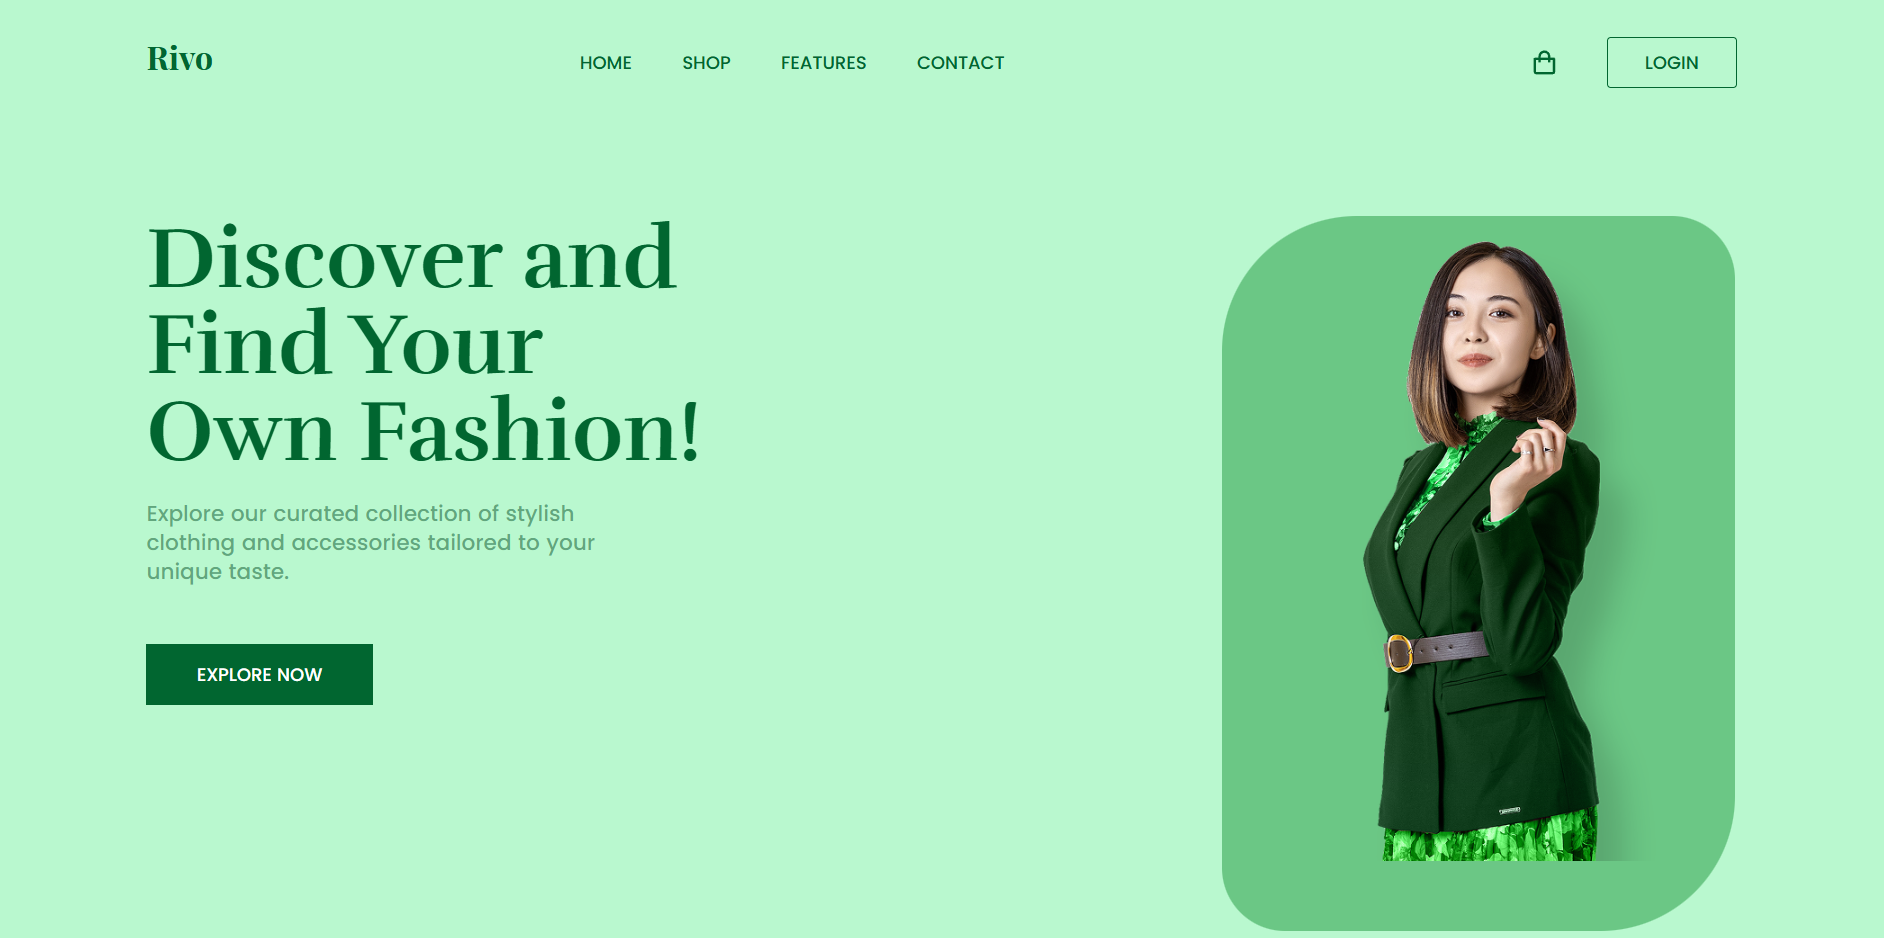 Rivo
HOME
SHOP
FEATURES
CONTACT
LOGIN
Discover and
Find Your
Own Fashion!
Explore our curated collection of stylish
clothing and accessories tailored to your
unique taste.
EXPLORE NOW